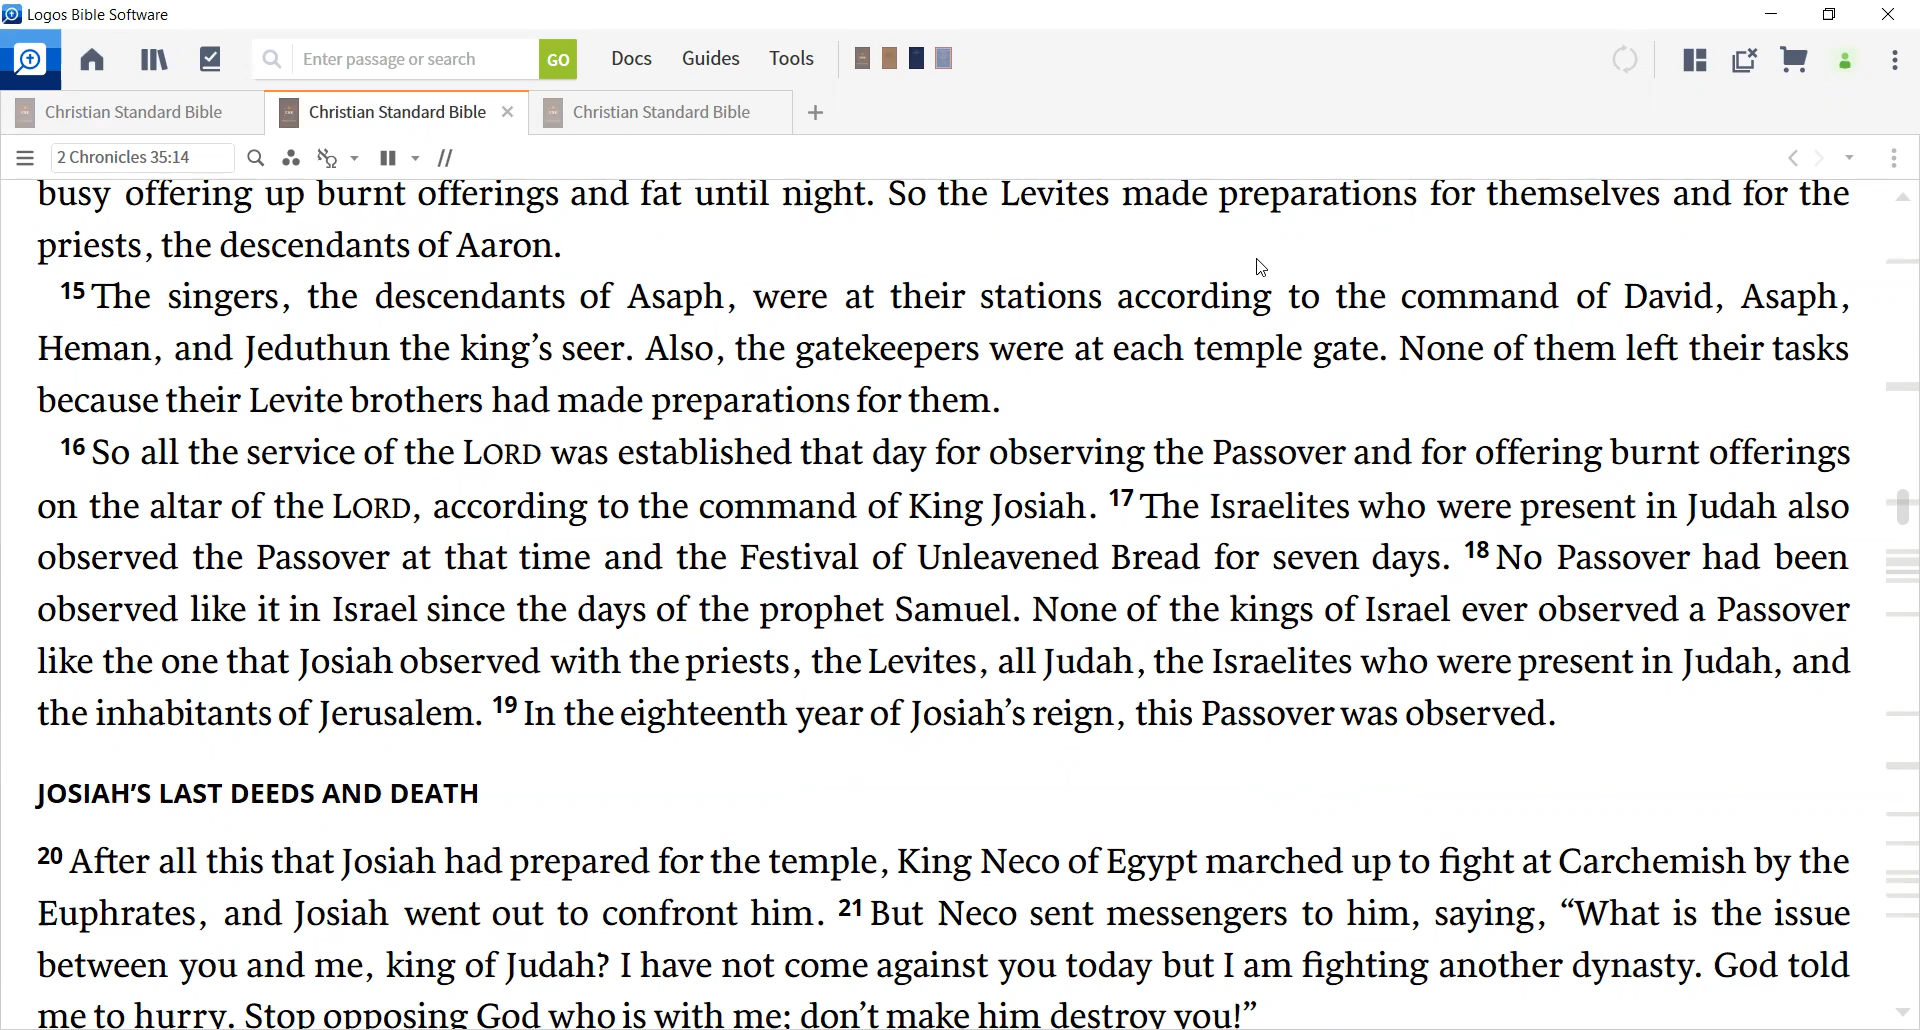 Logos Bible Software
Enter passage or search GO Docs Guides Tools
Christian Standard Bible Christian Standard Bible Christian Standard Bible
2 Chronicles 35:14
busy offering up burnt offerings and fat until night. So the Levites made preparations for themselves and for the
priests, the descendants of Aaron.
15 The singers, the descendants of Asaph, were at their stations according to the command of David, Asaph,
Heman, and Jeduthun the king’s seer. Also, the gatekeepers were at each temple gate. None of them left their tasks
because their Levite brothers had made preparations for them.
16 So all the service of the LORD was established that day for observing the Passover and for offering burnt offerings
on the altar of the LORD, according to the command of King Josiah. 17 The Israelites who were present in Judah also
observed the Passover at that time and the Festival of Unleavened Bread for seven days. 18 No Passover had been
observed like it in Israel since the days of the prophet Samuel. None of the kings of Israel ever observed a Passover
like the one that Josiah observed with the priests, the Levites, all Judah, the Israelites who were present in Judah, and
the inhabitants of Jerusalem. 19 In the eighteenth year of Josiah’s reign, this Passover was observed.
JOSIAH’S LAST DEEDS AND DEATH
20 After all this that Josiah had prepared for the temple, King Neco of Egypt marched up to fight at Carchemish by the
Euphrates, and Josiah went out to confront him. 21 But Neco sent messengers to him, saying, “What is the issue
between you and me, king of Judah? I have not come against you today but I am fighting another dynasty. God told
me to hurry. Stop opposing God who is with me; don’t make him destroy you!”